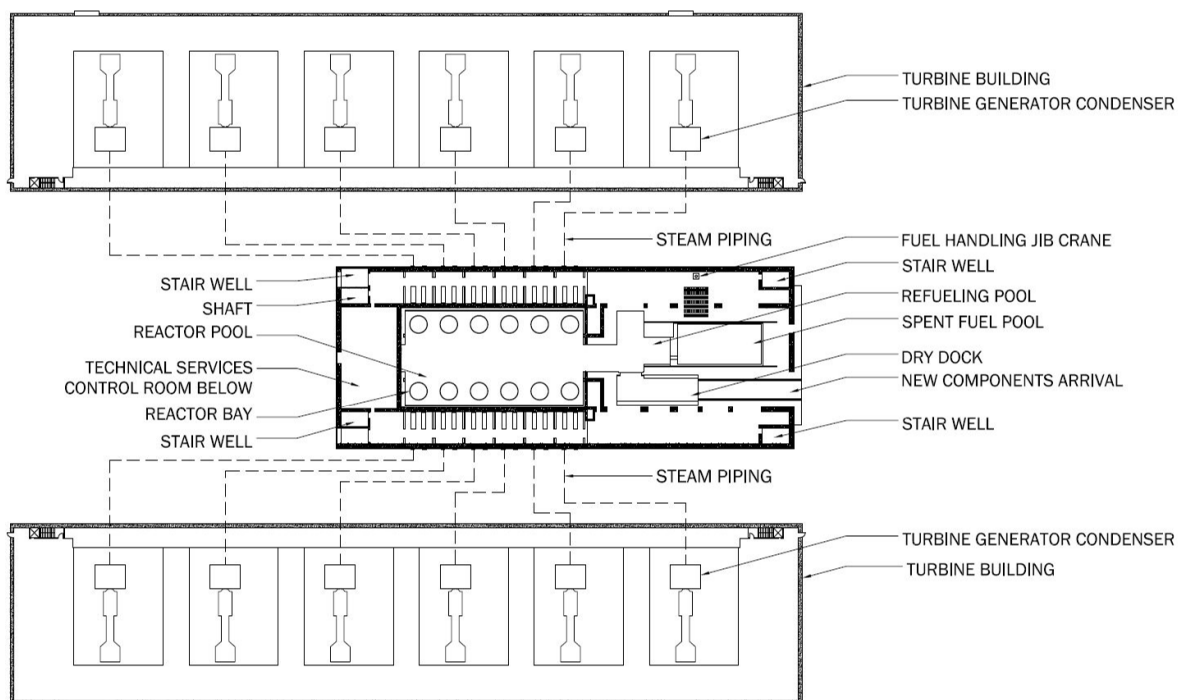 TURBINE BUILDING
TURBINE GENERATOR CONDENSER
STEAM PIPING
FUEL HANDLING JIB CRANE
STAIR WELL
REFUELING POOL
SPENT FUEL POOL
DRY DOCK
NEW COMPONENTS ARRIVAL
STAIR WELL
STAIR WELL
SHAFT
REACTOR POOL
TECHNICAL SERVICES
CONTROL ROOM BELOW
REACTOR BAY
STAIR WELL
STEAM PIPING
TURBINE GENERATOR CONDENSER
TURBINE BUILDING